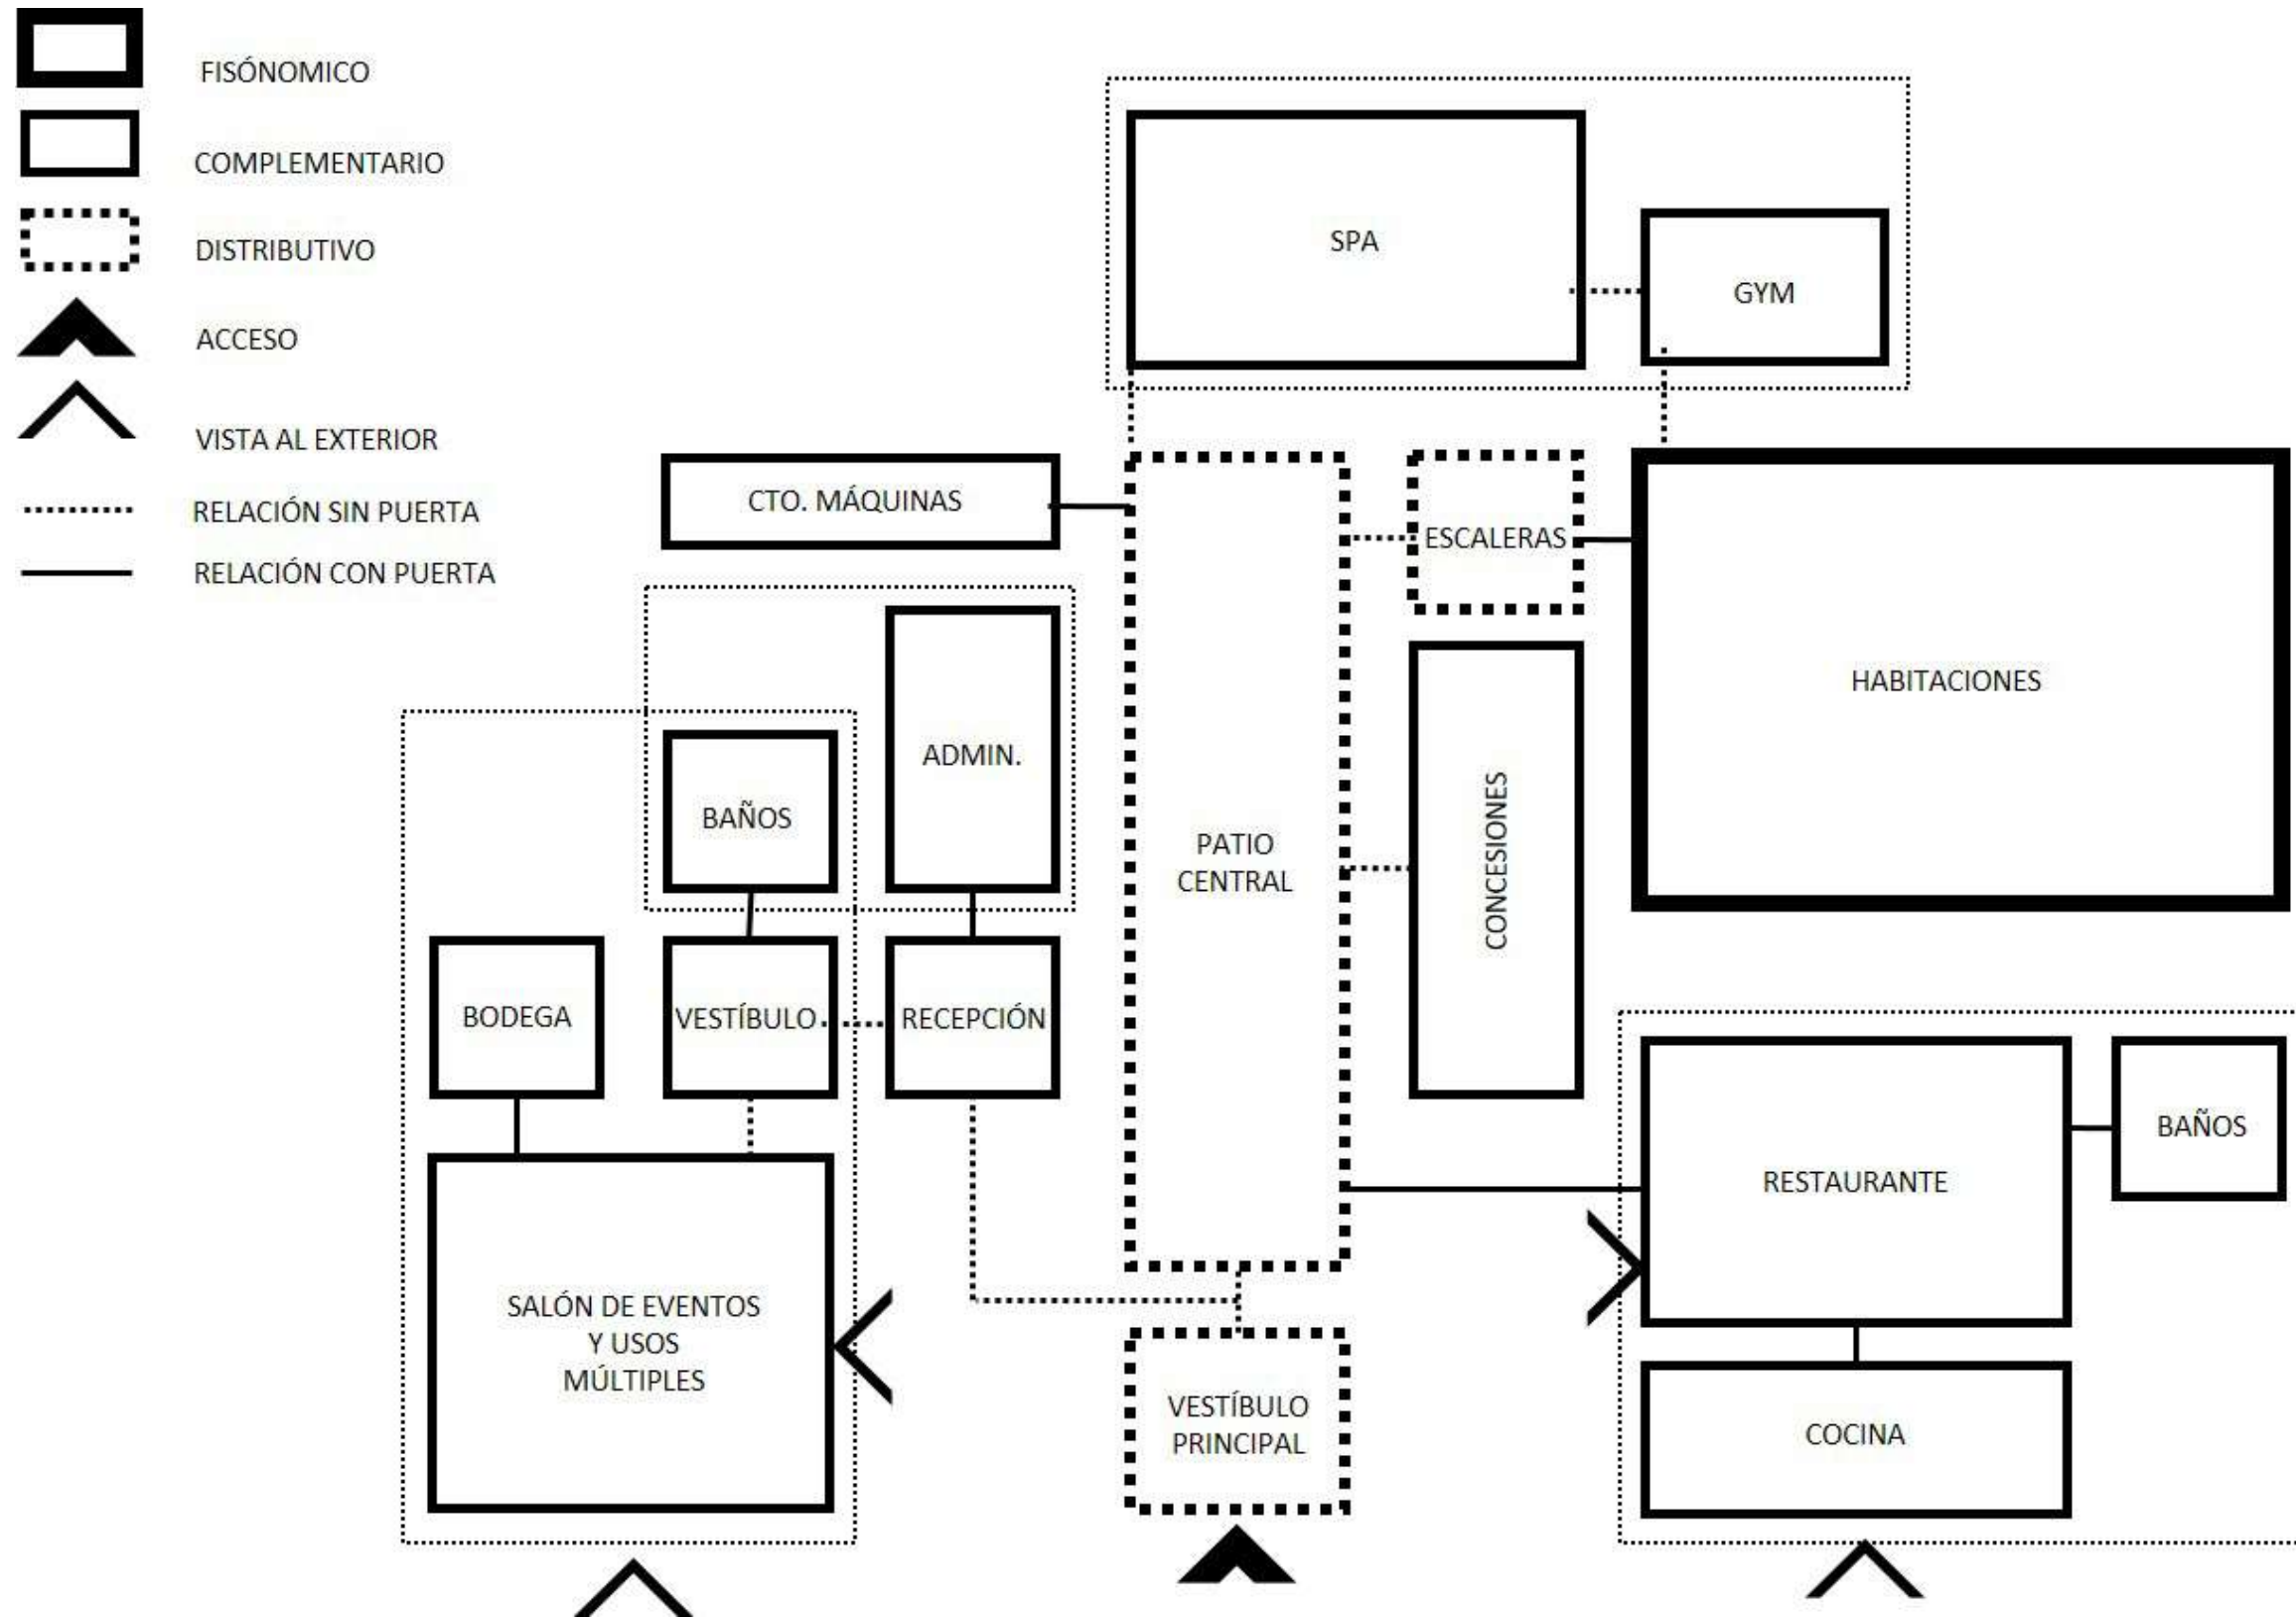 FISÓNOMICO
COMPLEMENTARIO
DISTRIBUTIVO
ACCESO
VISTA AL EXTERIOR
RELACIÓN SIN PUERTA
RELACIÓN CON PUERTA
SPA
GYM
CTO. MÁQUINAS
ESCALERAS
HABITACIONES
ADMIN.
BAÑOS
PATIO
CENTRAL
CONCESIONES
BODEGA
VESTÍBULO
RECEPCIÓN
RESTAURANTE
BAÑOS
SALÓN DE EVENTOS
Y USOS
MÚLTIPLES
VESTÍBULO
PRINCIPAL
COCINA